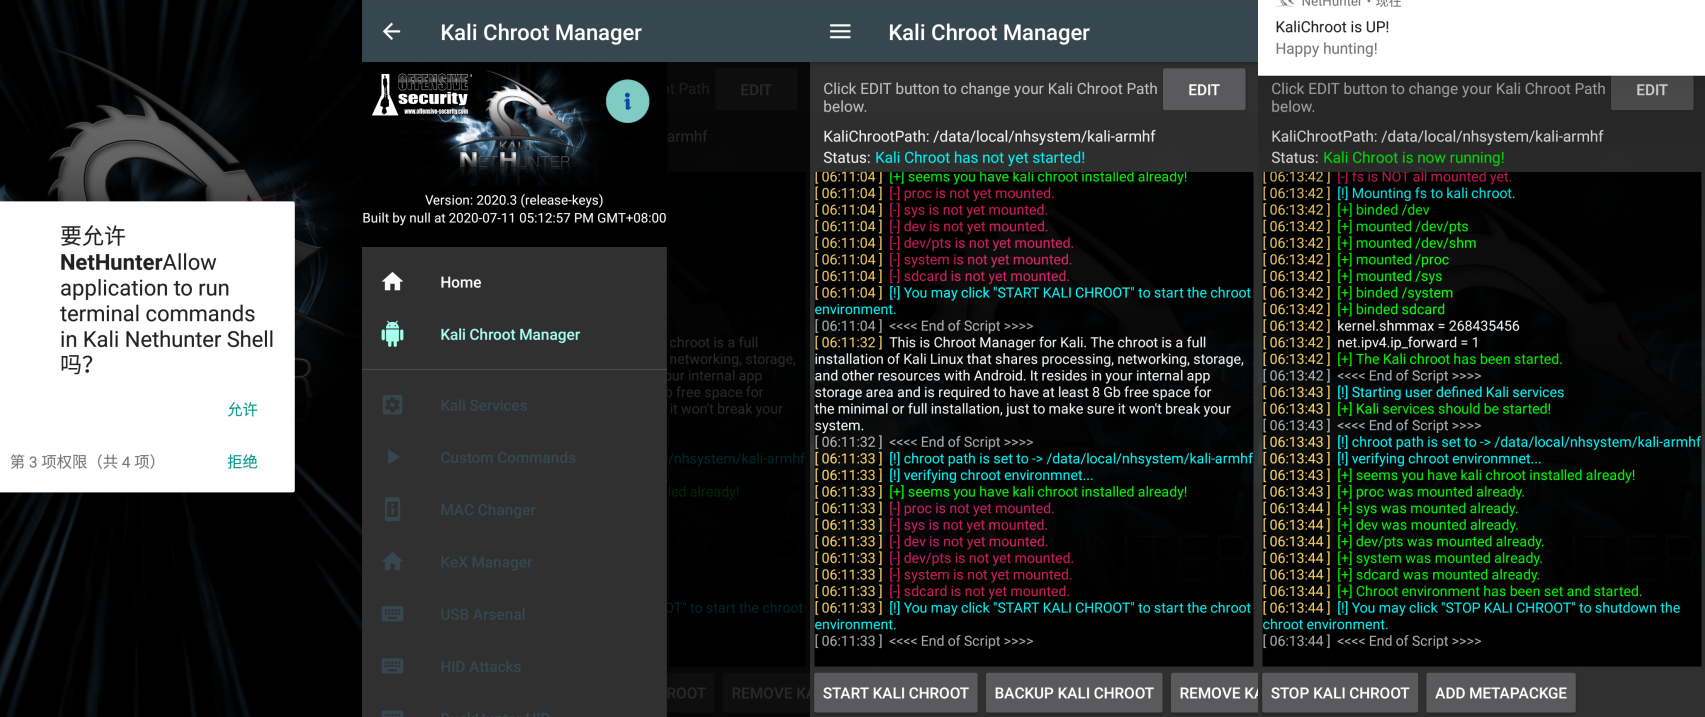 要允许
NetHunterAllow
application to run
terminal commands
in Kali Nethunter Shell
吗?
允许
第 3 项权限（共 4 项）
拒绝
Kali Chroot Manager
OFFENSIVE
security
www.offensive-security.com
KALI
NETHUNTER
Version: 2020.3 (release-keys)
Built by null at 2020-07-11 05:12:57 PM GMT+08:00
Home
Kali Chroot Manager
Kali Services
Custom Commands
MAC Changer
KeX Manager
USB Arsenal
HID Attacks
t Path
EDIT
armhf
chroot is a full
networking, storage,
our internal app
free space for
it won't break your
/nhsystem/kali-armhf
led already!
OT" to start the chroot
ROOT
REMOVE KA
Kali Chroot Manager
Click EDIT button to change your Kali Chroot Path
below.
EDIT
KaliChrootPath: /data/local/nhsystem/kali-armhf
Status: Kali Chroot has not yet started!
[ 06:11:04 ] [+] seems you have kali chroot installed already!
[ 06:11:04 ] [-] proc is not yet mounted.
[ 06:11:04 ] [-] sys is not yet mounted.
[ 06:11:04 ] [-] dev is not yet mounted.
[ 06:11:04 ] [-] dev/pts is not yet mounted.
[ 06:11:04 ] [-] system is not yet mounted.
[ 06:11:04 ] [-] sdcard is not yet mounted.
[ 06:11:04 ] [!] You may click "START KALI CHROOT" to start the chroot
environment.
[ 06:11:04 ] <<<< End of Script >>>>
[ 06:11:32 ] This is Chroot Manager for Kali. The chroot is a full
installation of Kali Linux that shares processing, networking, storage,
and other resources with Android. It resides in your internal app
storage area and is required to have at least 8 Gb free space for
the minimal or full installation, just to make sure it won't break your
system.
[ 06:11:32 ] <<<< End of Script >>>>
[ 06:11:33 ] [!] chroot path is set to -> /data/local/nhsystem/kali-armhf
[ 06:11:33 ] [!] verifying chroot environmnet...
[ 06:11:33 ] [+] seems you have kali chroot installed already!
[ 06:11:33 ] [-] proc is not yet mounted.
[ 06:11:33 ] [-] sys is not yet mounted.
[ 06:11:33 ] [-] dev is not yet mounted.
[ 06:11:33 ] [-] dev/pts is not yet mounted.
[ 06:11:33 ] [-] system is not yet mounted.
[ 06:11:33 ] [-] sdcard is not yet mounted.
[ 06:11:33 ] [!] You may click "START KALI CHROOT" to start the chroot
environment.
[ 06:11:33 ] <<<< End of Script >>>>
START KALI CHROOT
BACKUP KALI CHROOT
REMOVE KA
NetHunter • 现在
KaliChroot is UP!
Happy hunting!
Click EDIT button to change your Kali Chroot Path
below.
EDIT
KaliChrootPath: /data/local/nhsystem/kali-armhf
Status: Kali Chroot is now running!
[ 06:13:42 ] [-] fs is NOT all mounted yet.
[ 06:13:42 ] [!] Mounting fs to kali chroot.
[ 06:13:42 ] [+] binded /dev
[ 06:13:42 ] [+] mounted /dev/pts
[ 06:13:42 ] [+] mounted /dev/shm
[ 06:13:42 ] [+] mounted /proc
[ 06:13:42 ] [+] mounted /sys
[ 06:13:42 ] [+] binded /system
[ 06:13:42 ] [+] binded sdcard
[ 06:13:42 ] kernel.shmmax = 268435456
[ 06:13:42 ] net.ipv4.ip_forward = 1
[ 06:13:42 ] [+] The Kali chroot has been started.
[ 06:13:42 ] <<<< End of Script >>>>
[ 06:13:43 ] [!] Starting user defined Kali services
[ 06:13:43 ] [+] Kali services should be started!
[ 06:13:43 ] <<<< End of Script >>>>
[ 06:13:43 ] [!] chroot path is set to -> /data/local/nhsystem/kali-armhf
[ 06:13:43 ] [!] verifying chroot environmnet...
[ 06:13:43 ] [+] seems you have kali chroot installed already!
[ 06:13:43 ] [+] proc was mounted already.
[ 06:13:44 ] [+] sys was mounted already.
[ 06:13:44 ] [+] dev was mounted already.
[ 06:13:44 ] [+] dev/pts was mounted already.
[ 06:13:44 ] [+] system was mounted already.
[ 06:13:44 ] [+] sdcard was mounted already.
[ 06:13:44 ] [+] Chroot environment has been set and started.
[ 06:13:44 ] [!] You may click "STOP KALI CHROOT" to shutdown the
chroot environment.
[ 06:13:44 ] <<<< End of Script >>>>
STOP KALI CHROOT
ADD METAPACKGE